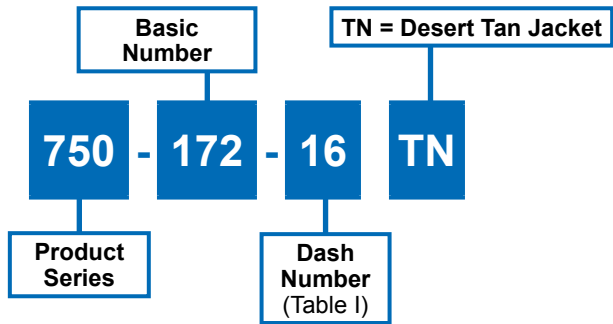 Basic
Number
TN = Desert Tan Jacket
750 - 172 - 16 TN
Product
Series
Dash
Number
(Table I)